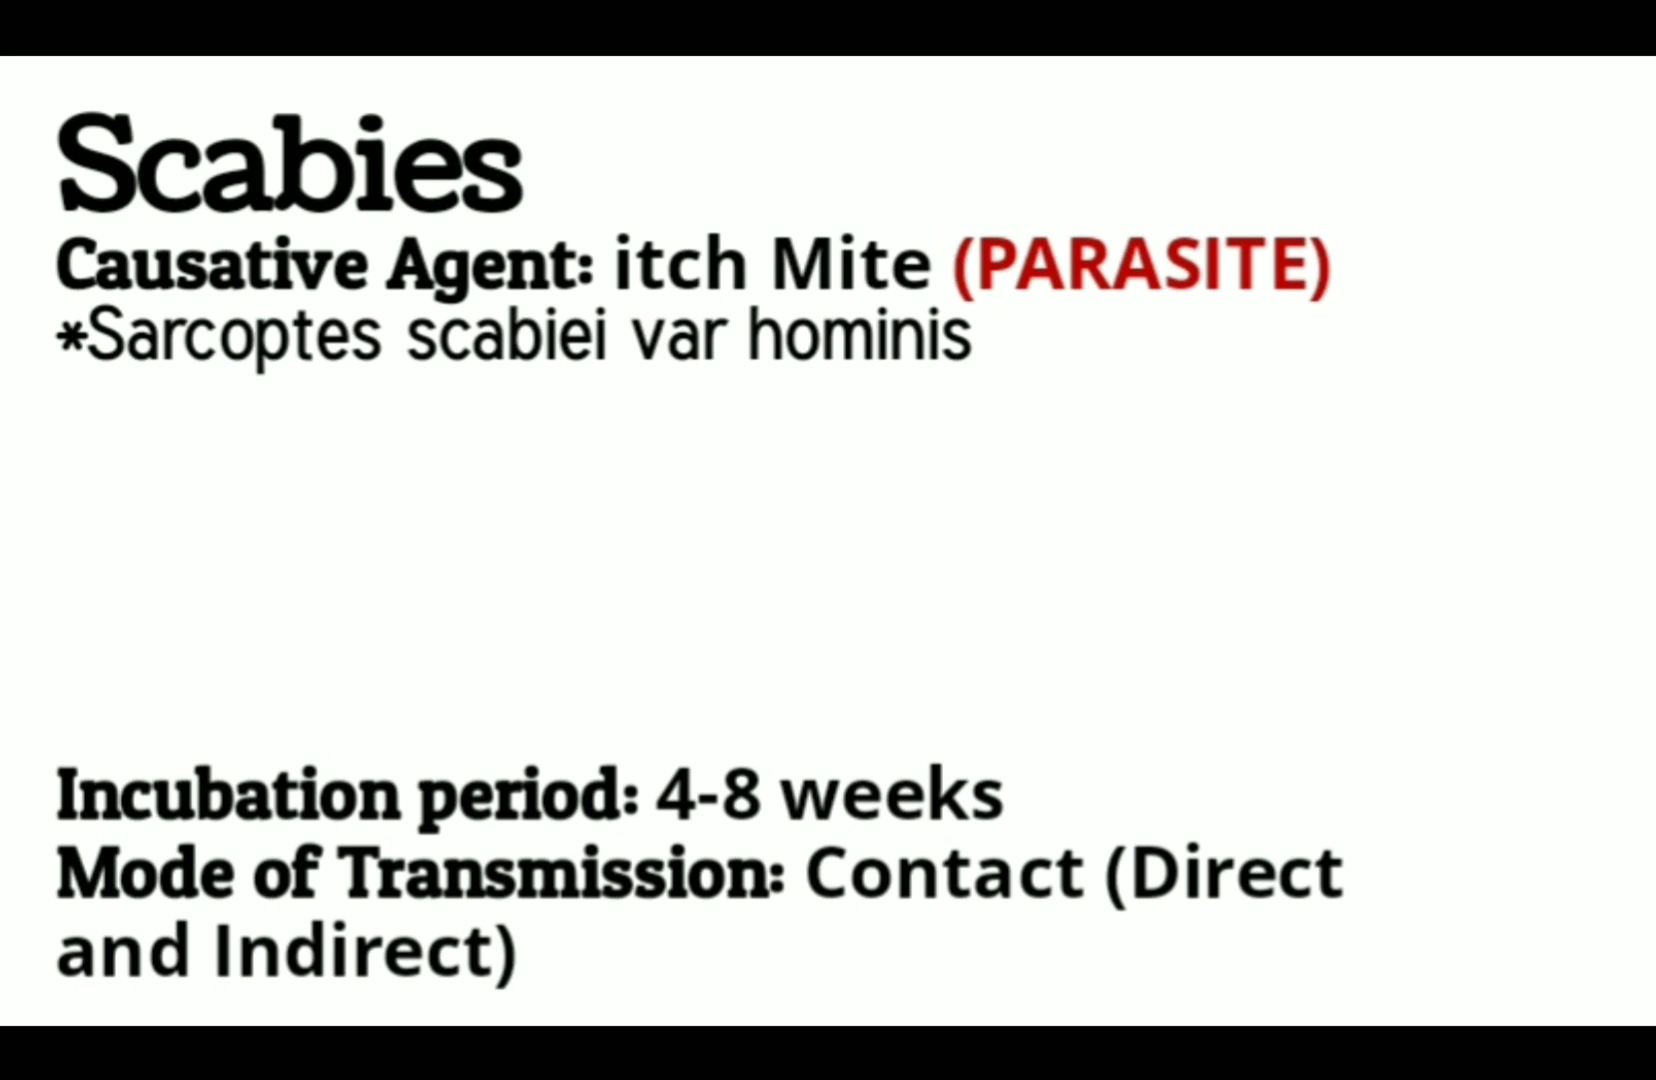 Scabies
Causative Agent: itch Mite (PARASITE)
*Sarcoptes scabiei var hominis
Incubation period: 4-8 weeks
Mode of Transmission: Contact (Direct
and Indirect)